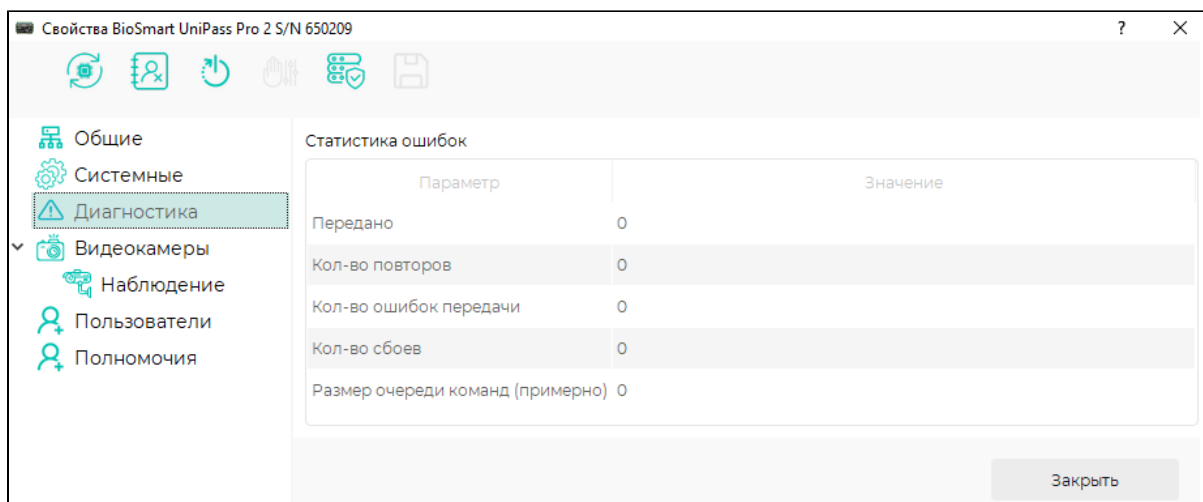 Свойства BioSmart UniPass Pro 2 S/N 650209
?
Общие
Системные
Диагностика
Видеокамеры
Наблюдение
Пользователи
Полномочия
Статистика ошибок
Параметр Значение
Передано 0
Кол-во повторов 0
Кол-во ошибок передачи 0
Кол-во сбоев 0
Размер очереди команд (примерно) 0
Закрыть